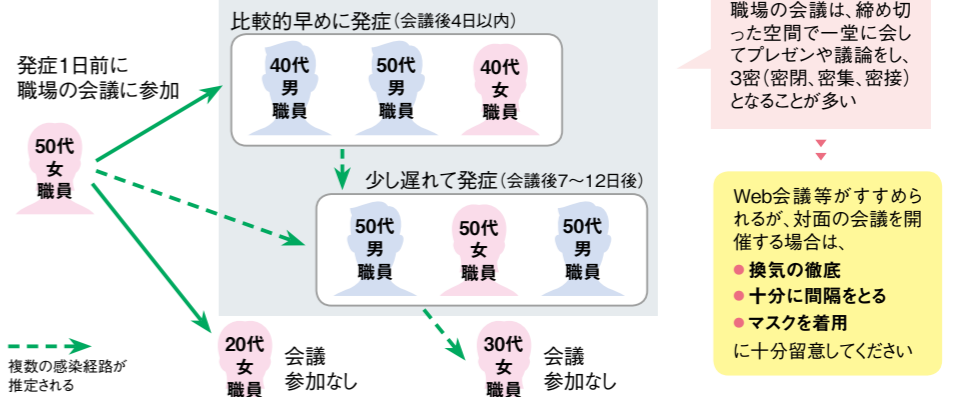 発症1日前に
職場の会議に参加
50代
女
職員
比較的早めに発症(会議後4日以内)
40代
男
職員
50代
男
職員
40代
女
職員
少し遅れて発症(会議後7〜12日後)
50代
男
職員
50代
女
職員
50代
男
職員
20代
女
職員
会議
参加なし
30代
女
職員
会議
参加なし
複数の感染経路が
推定される
職場の会議は、締め切
った空間で一堂に会し
てプレゼンや議論をし、
3密(密閉、密集、密接)
となることが多い
Web会議等がすすめら
れるが、対面の会議を開
催する場合は、
●換気の徹底
●十分に間隔をとる
●マスクを着用
に十分留意してください